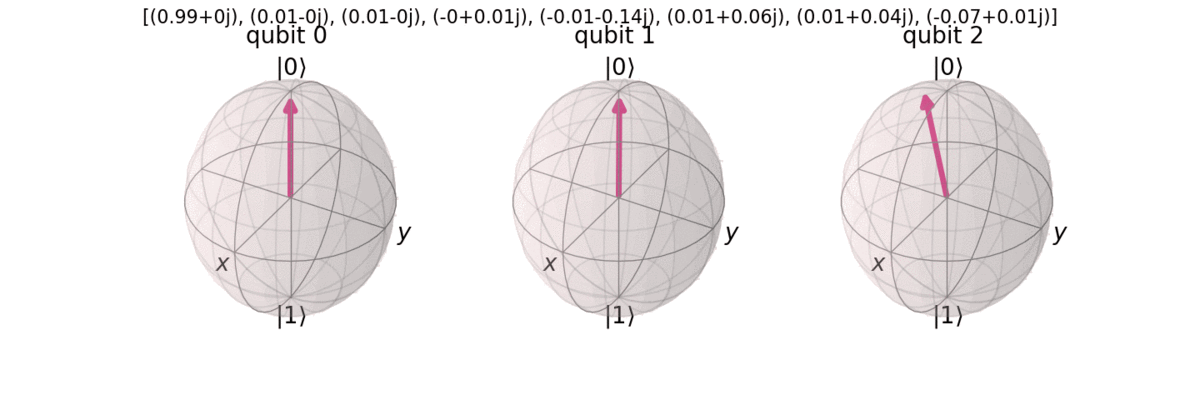 [(0.99+0j), (0.01-0j), (0.01-0j), (-0+0.01j), (-0.01-0.14j), (0.01+0.06j), (0.01+0.04j), (-0.07+0.01j)]
qubit 0 qubit 1 qubit 2
|0⟩ |0⟩ |0⟩
y y y
x x x
|1⟩ |1⟩ |1⟩